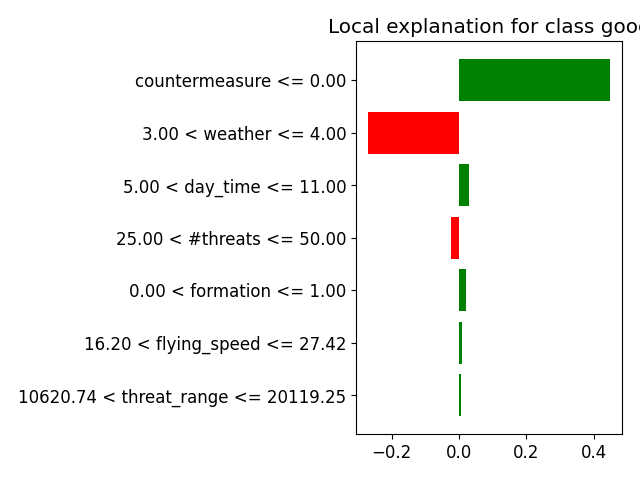 Local explanation for class good
countermeasure <= 0.00
3.00 < weather <= 4.00
5.00 < day_time <= 11.00
25.00 < #threats <= 50.00
0.00 < formation <= 1.00
16.20 < flying_speed <= 27.42
10620.74 < threat_range <= 20119.25
−0.2 0.0 0.2 0.4